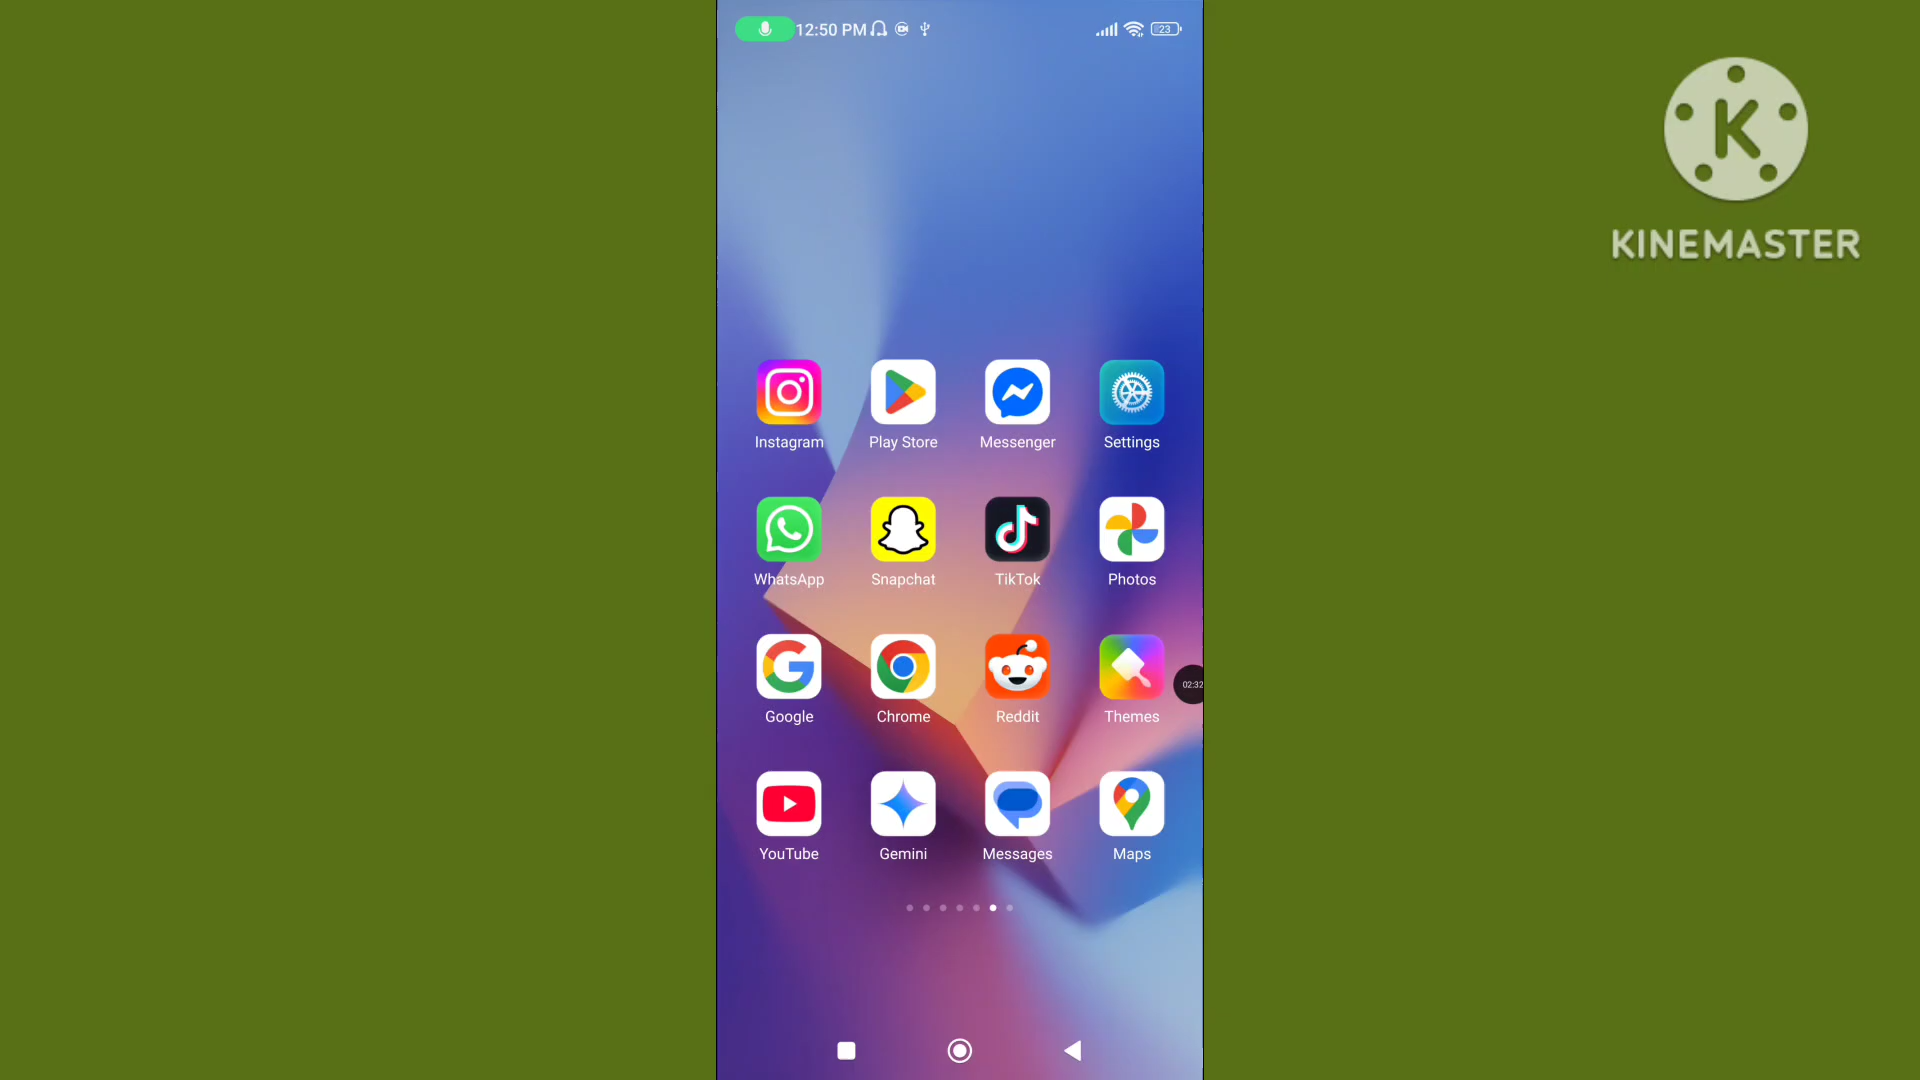 12:50 PM 23
K
KINEMASTER
Instagram Play Store Messenger Settings
WhatsApp Snapchat TikTok Photos
Google Chrome Reddit Themes
02:32
YouTube Gemini Messages Maps